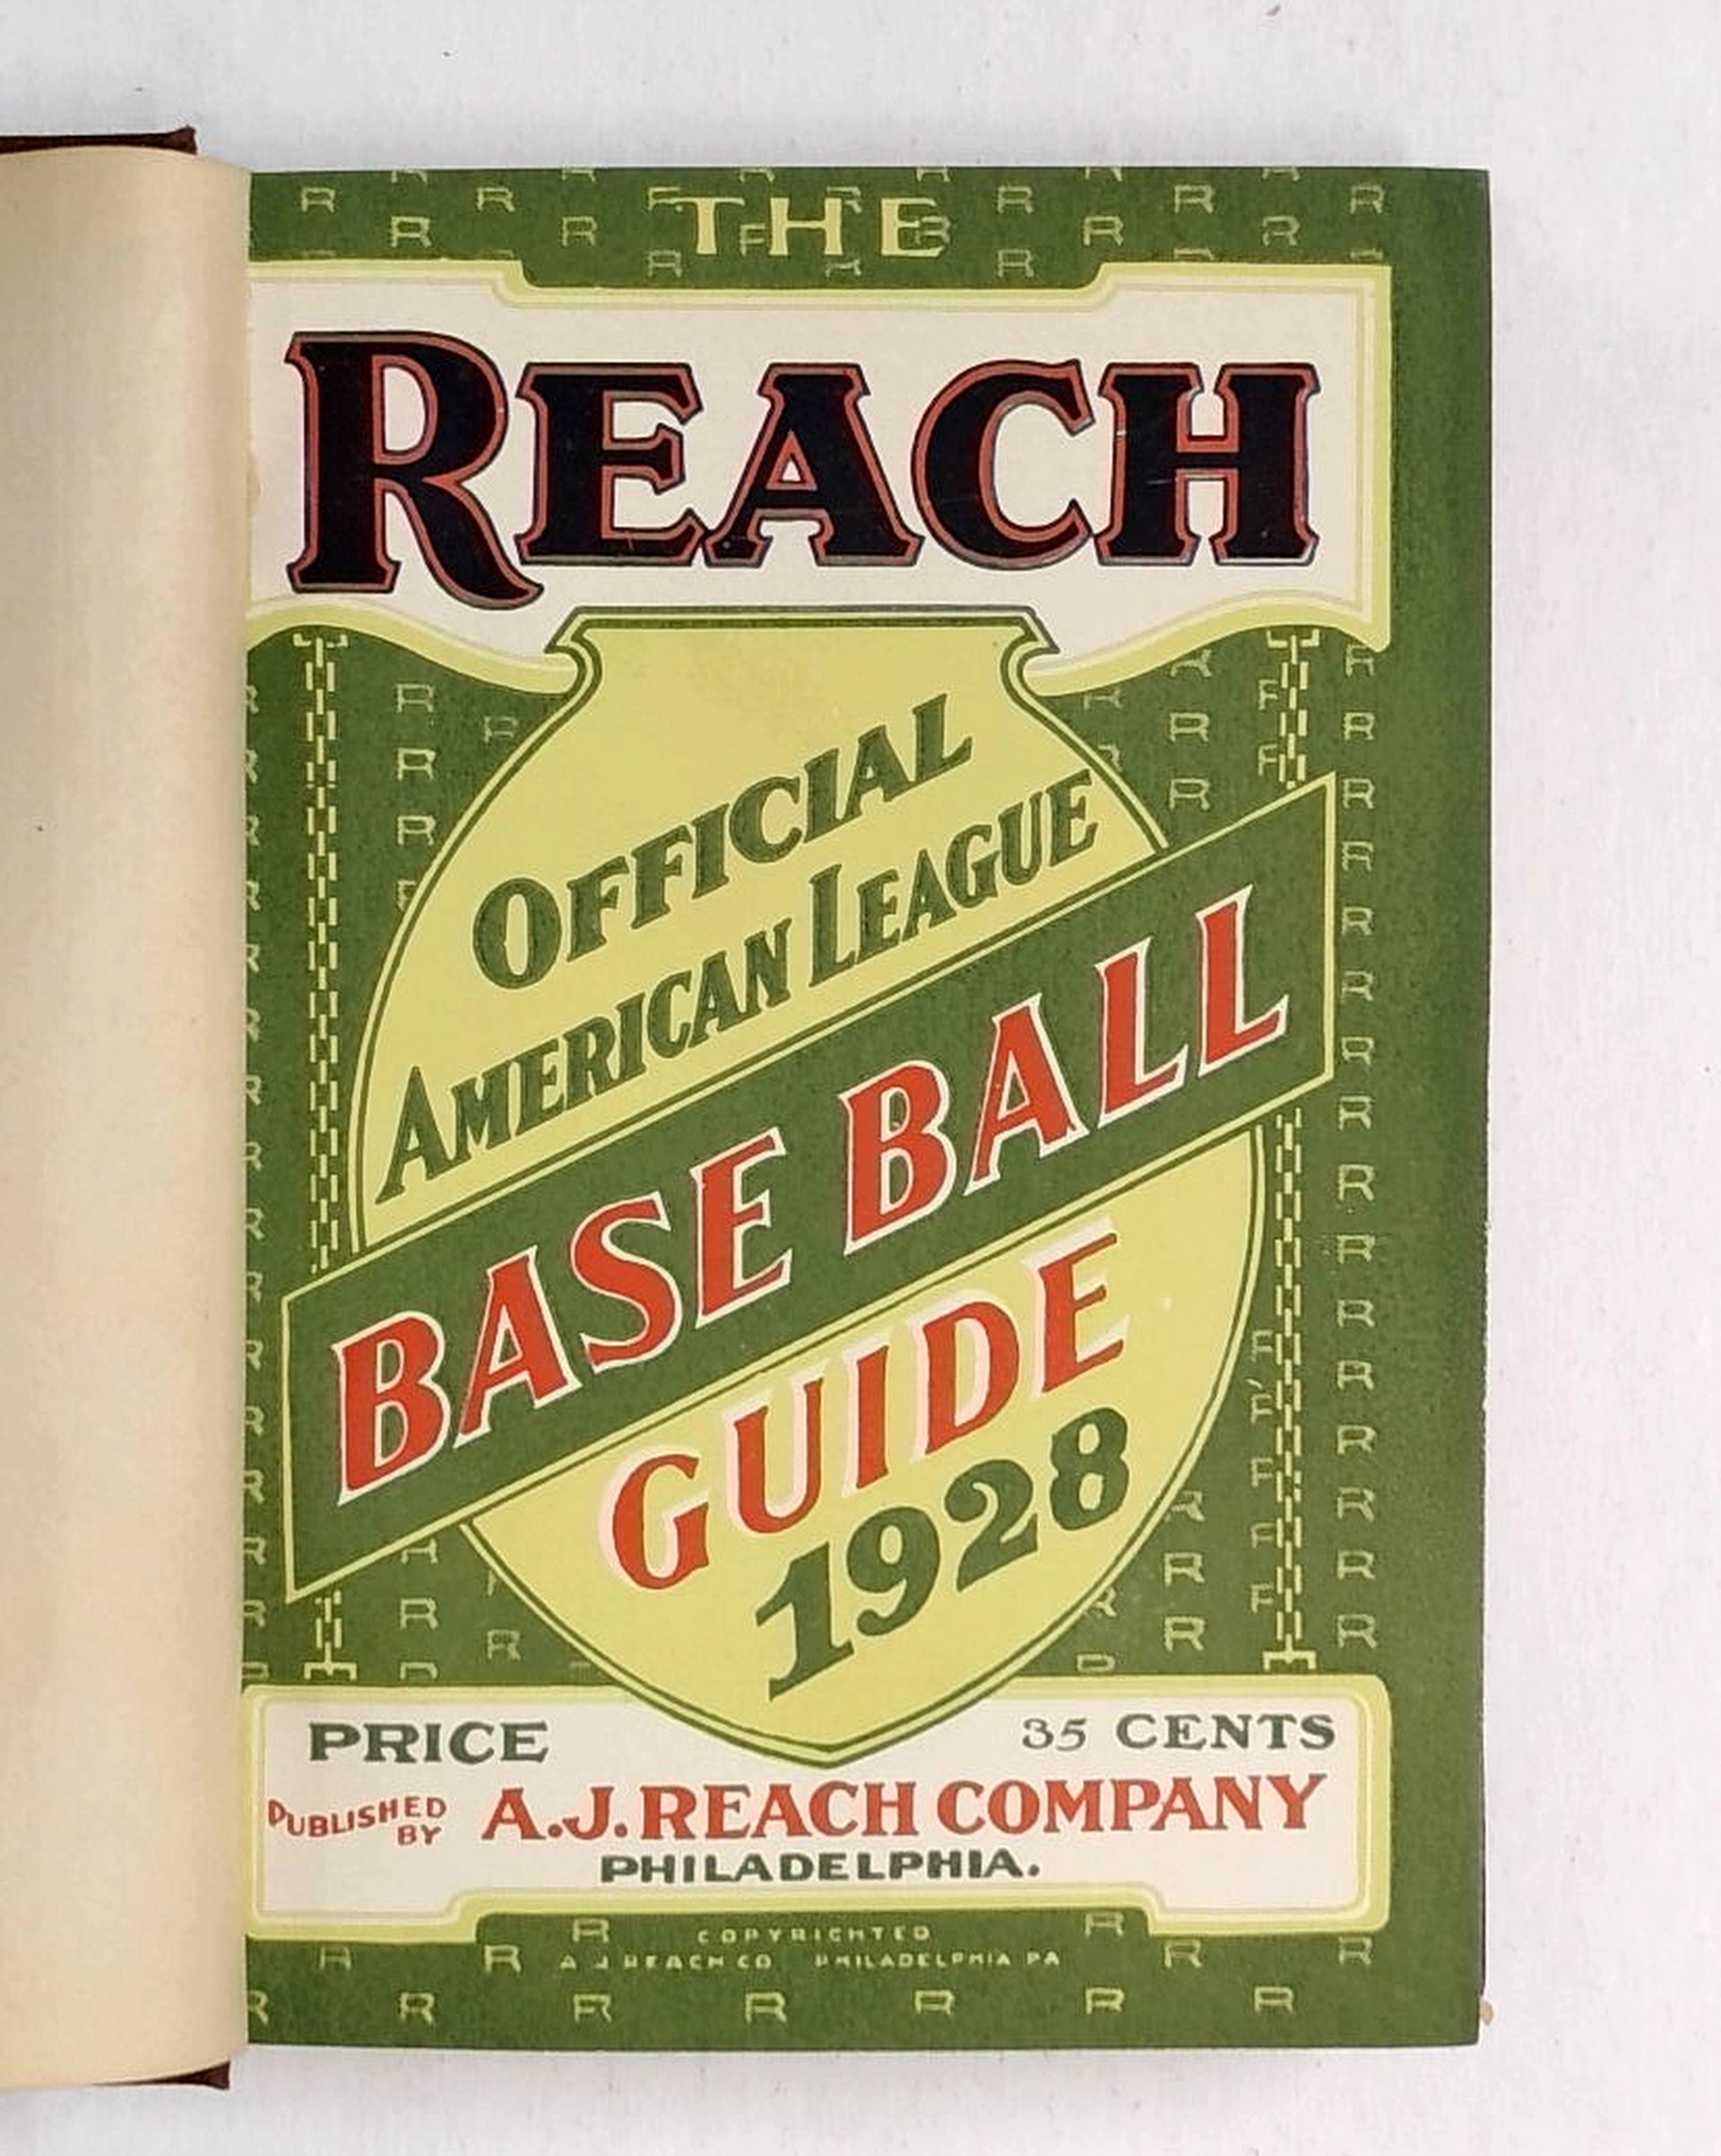 THE
REACH
OFFICIAL
AMERICAN LEAGUE
BASE BALL
GUIDE
1928
PRICE 35 CENTS
PUBLISHED BY A.J. REACH COMPANY
PHILADELPHIA.
COPYRIGHTED
A J REACH CO PHILADELPHIA PA